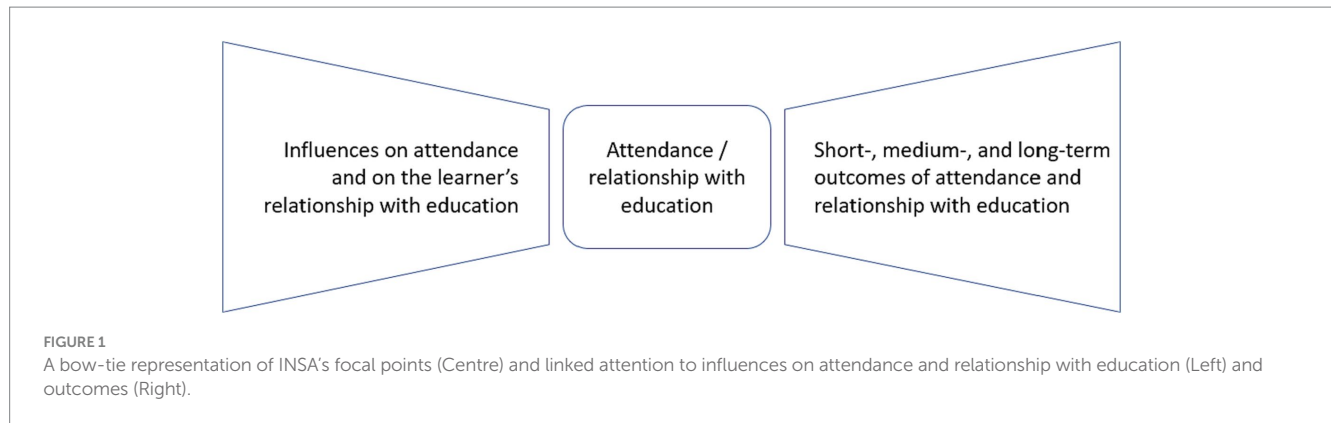 Influences on attendance
and on the learner's
relationship with education
Attendance /
relationship with
education
Short-, medium-, and long-term
outcomes of attendance and
relationship with education
FIGURE 1
A bow-tie representation of INSA's focal points (Centre) and linked attention to influences on attendance and relationship with education (Left) and
outcomes (Right).